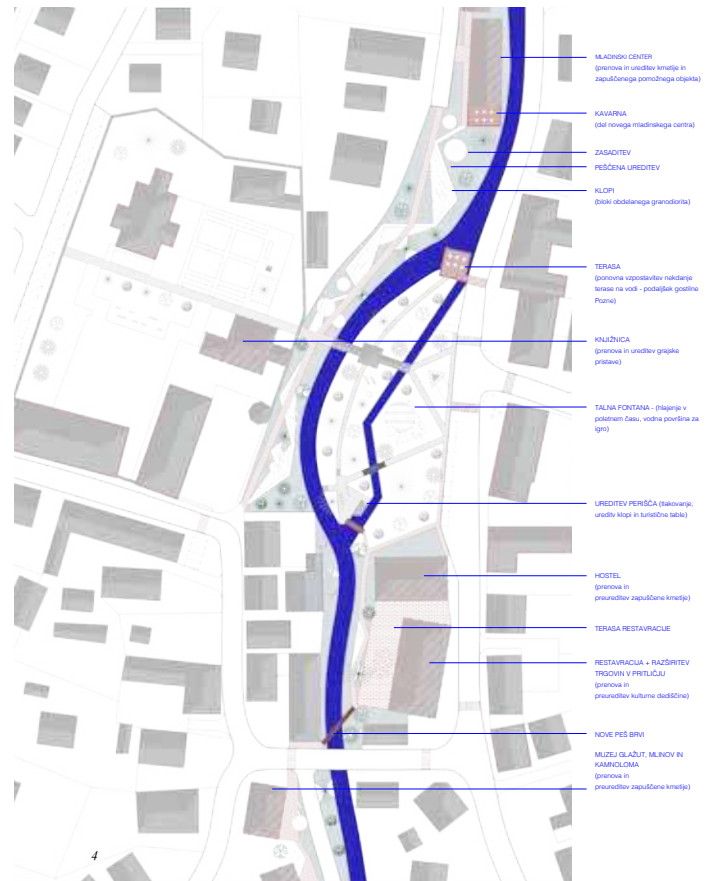 MLADINSKI CENTER
(prenova in ureditev kmetije in
zapuščenega pomožnega objekta)
KAVARNA
(del novega mladinskega centra)
ZASADITEV
PEŠČENA UREDITEV
KLOPI
(bloki obdelanega granodiorita)
TERASA
(ponovna vzpostavitev nekdanje
terase na vodi - podaljšek gostilne
Pozne)
KNJIŽNICA
(prenova in ureditev grajske
pristave)
TALNA FONTANA - (hlajenje v
poletnem času, vodna površina za
igro)
UREDITEV PERIŠČA (tlakovanje,
ureditv klopi in turistične table)
HOSTEL
(prenova in
preureditev zapuščene kmetije)
TERASA RESTAVRACIJE
RESTAVRACIJA + RAZŠIRITEV
TRGOVIN V PRITLIČJU
(prenova in
preureditev kulturne dediščine)
NOVE PEŠ BRVI
MUZEJ GLAŽUT, MLINOV IN
KAMNOLOMA
(prenova in
preureditev zapuščene kmetije)
4